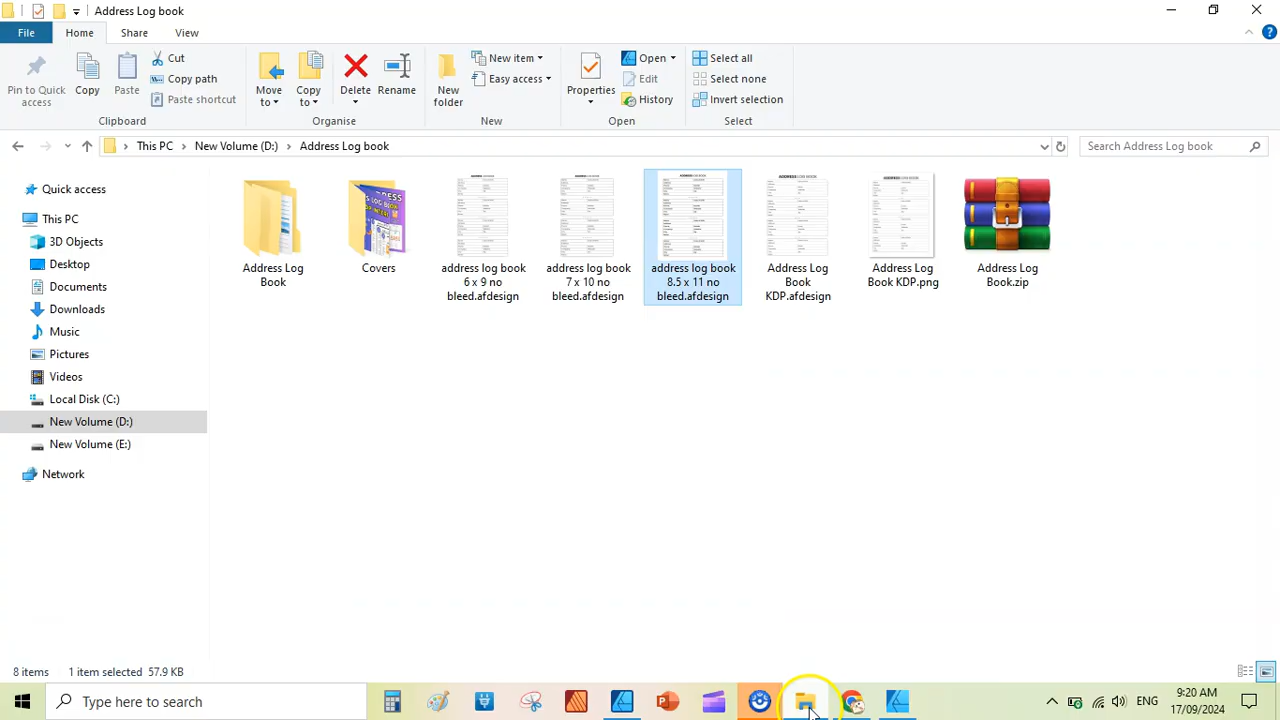 Address Log book
File Home Share View
Pin to Quick access
Copy
Paste
Cut
Copy path
Paste shortcut
Clipboard
Move to
Copy to
Delete
Rename
Organise
New folder
New item
Easy access
New
Properties
Open
Edit
History
Open
Select all
Select none
Invert selection
Select
This PC New Volume (D:) Address Log book
Search Address Log book
Quick access
This PC
3D Objects
Desktop
Documents
Downloads
Music
Pictures
Videos
Local Disk (C:)
New Volume (D:)
New Volume (E:)
Network
Address Log
Book
Covers
address log book
6 x 9 no
bleed.afdesign
address log book
7 x 10 no
bleed.afdesign
address log book
8.5 x 11 no
bleed.afdesign
Address Log
Book
KDP.afdesign
Address Log
Book KDP.png
Address Log
Book.zip
8 items 1 item selected 57.9 KB
Type here to search
ENG
9:20 AM
17/09/2024